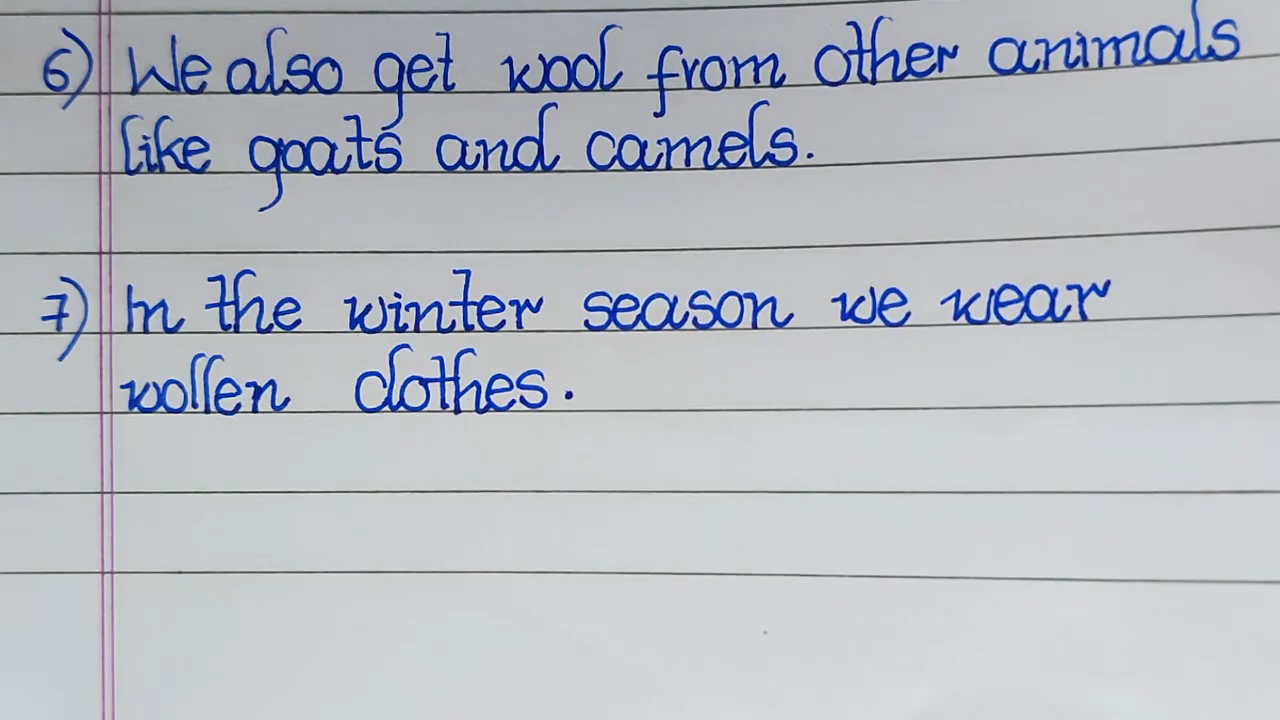 6) We also get wool from other animals
like goats and camels.
7) In the winter season we wear
wollen clothes.